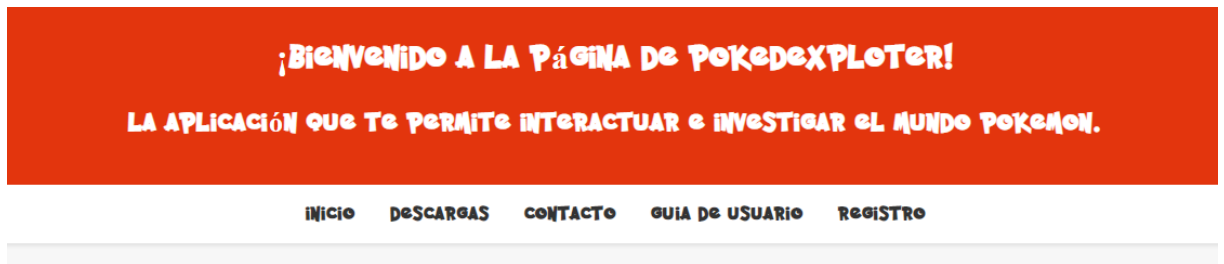 ¡BIENVENIDO A LA PáGINA DE POKEDEXPLOTER!
LA APLICACIóN QUE TE PERMITE INTERACTUAR E INVESTIGAR EL MUNDO POKEMON.
INICIO DESCARGAS CONTACTO GUIA DE USUARIO REGISTRO